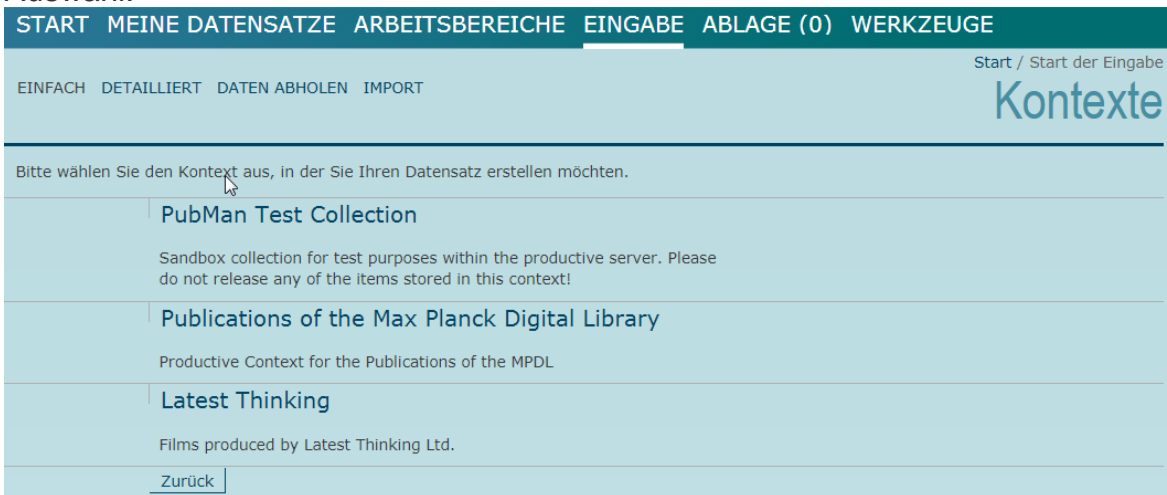 START MEINE DATENSÄTZE ARBEITSBEREICHE EINGABE ABLAGE (0) WERKZEUGE
Start / Start der Eingabe
EINFACH DETAILLIERT DATEN ABHOLEN IMPORT
Kontexte
Bitte wählen Sie den Kontext aus, in der Sie Ihren Datensatz erstellen möchten.
PubMan Test Collection
Sandbox collection for test purposes within the productive server. Please
do not release any of the items stored in this context!
Publications of the Max Planck Digital Library
Productive Context for the Publications of the MPDL
Latest Thinking
Films produced by Latest Thinking Ltd.
Zurück